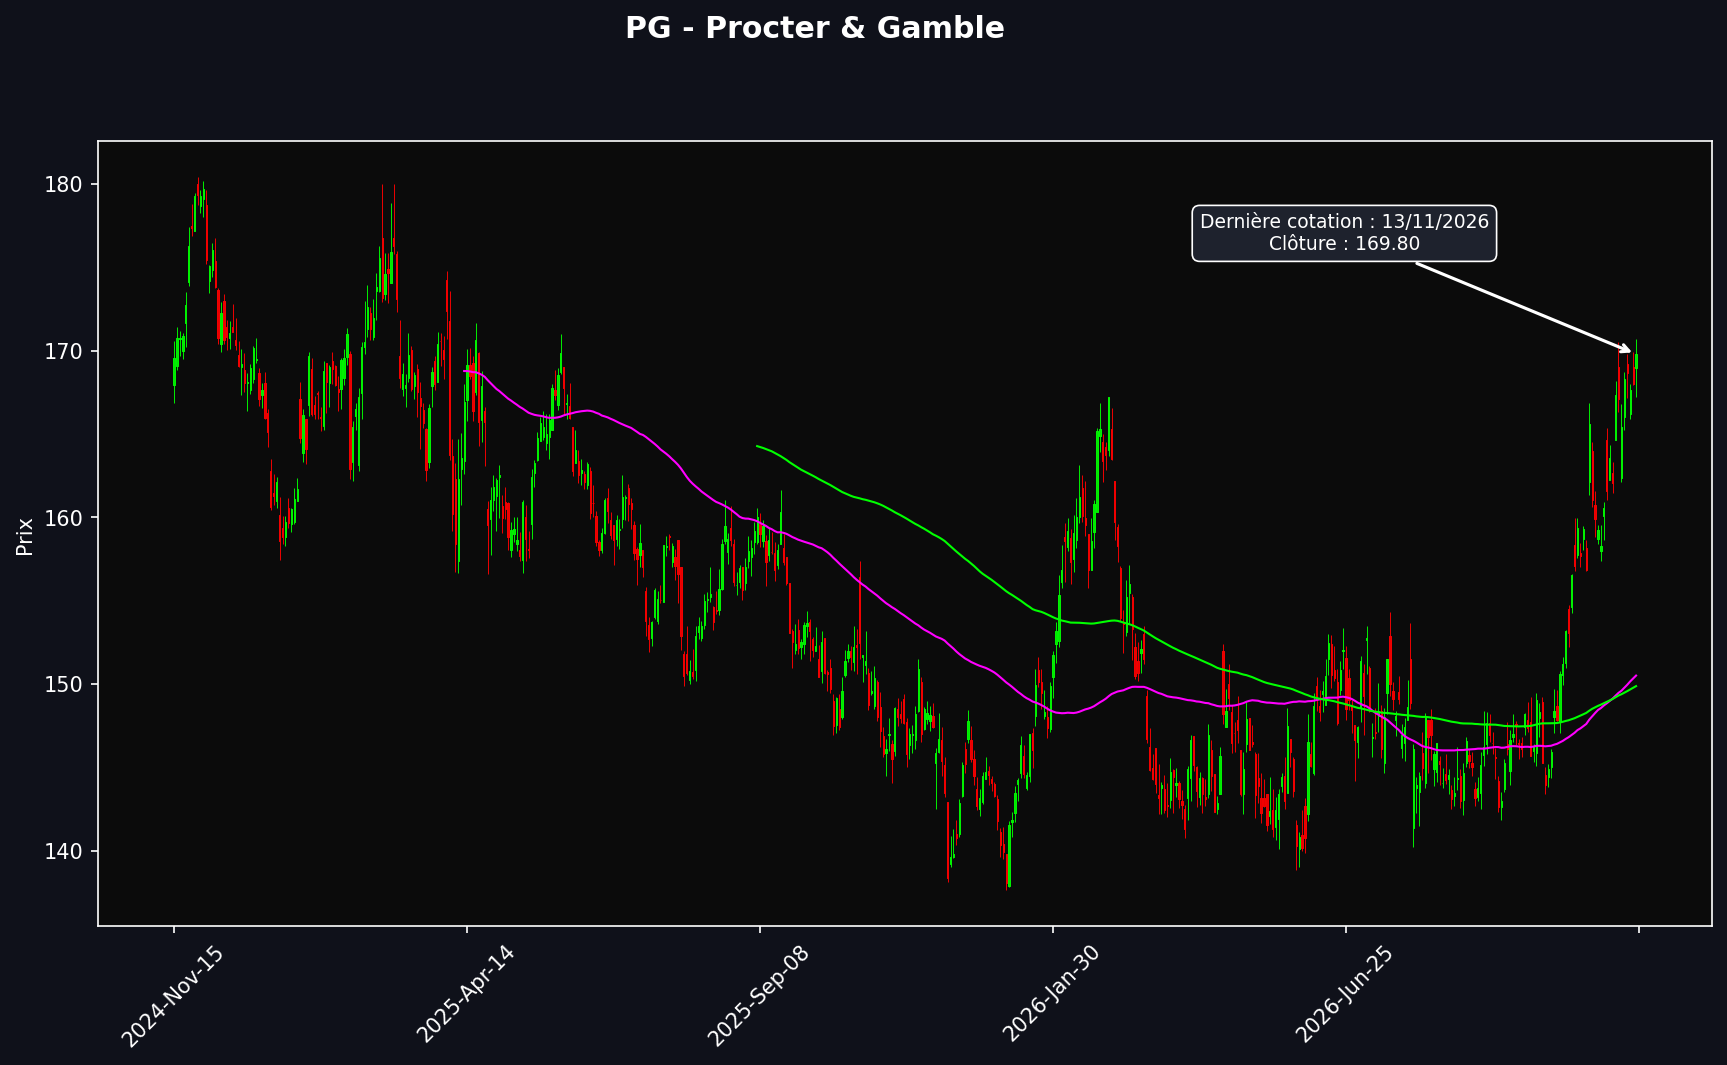 PG - Procter & Gamble
Dernière cotation : 13/11/2026
Clôture : 169.80
Prix
180
170
160
150
140
2024-Nov-15
2025-Apr-14
2025-Sep-08
2026-Jan-30
2026-Jun-25